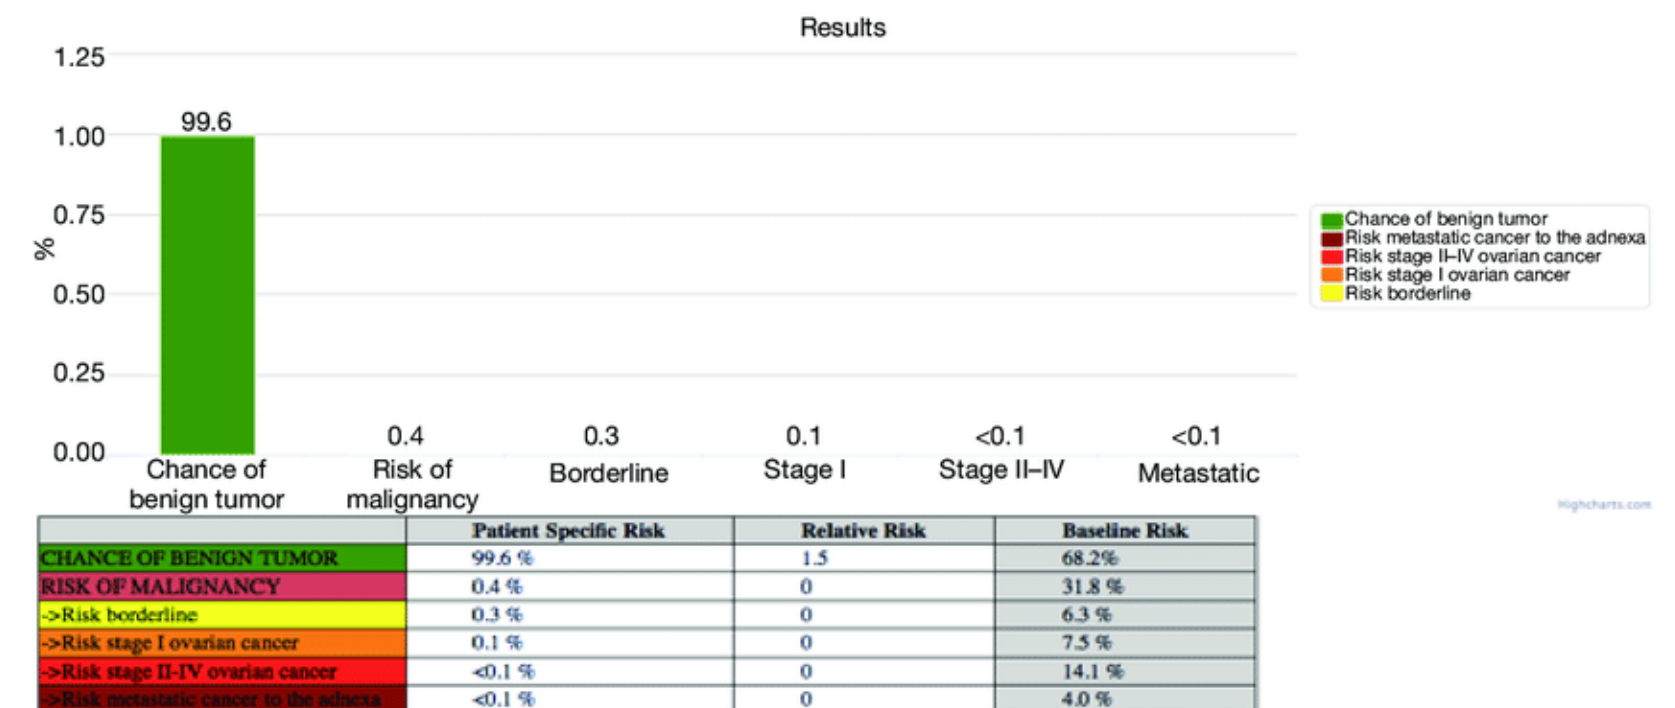 Results
1.25
1.00
0.75
0.50
0.25
0.00
%
99.6
0.4
0.3
0.1
<0.1
<0.1
Chance of
benign tumor
Risk of
malignancy
Borderline
Stage I
Stage II–IV
Metastatic
Chance of benign tumor
Risk metastatic cancer to the adnexa
Risk stage II–IV ovarian cancer
Risk stage I ovarian cancer
Risk borderline
Highcharts.com
Patient Specific Risk Relative Risk Baseline Risk
CHANCE OF BENIGN TUMOR 99.6 % 1.5 68.2%
RISK OF MALIGNANCY 0.4 % 0 31.8 %
->Risk borderline 0.3 % 0 6.3 %
->Risk stage I ovarian cancer 0.1 % 0 7.5 %
->Risk stage II-IV ovarian cancer <0.1 % 0 14.1 %
->Risk metastatic cancer to the adnexa <0.1 % 0 4.0 %